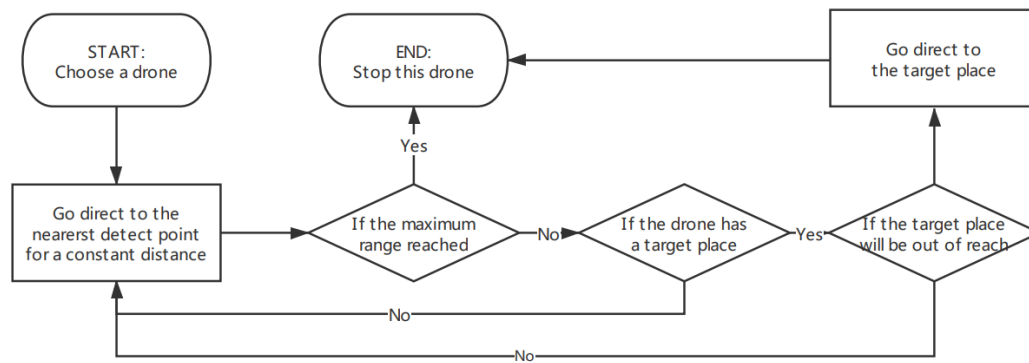 START:
Choose a drone
END:
Stop this drone
Go direct to
the target place
Yes
Go direct to the
nearerst detect point
for a constant distance
If the maximum
range reached
No
If the drone has
a target place
Yes
If the target place
will be out of reach
No
No